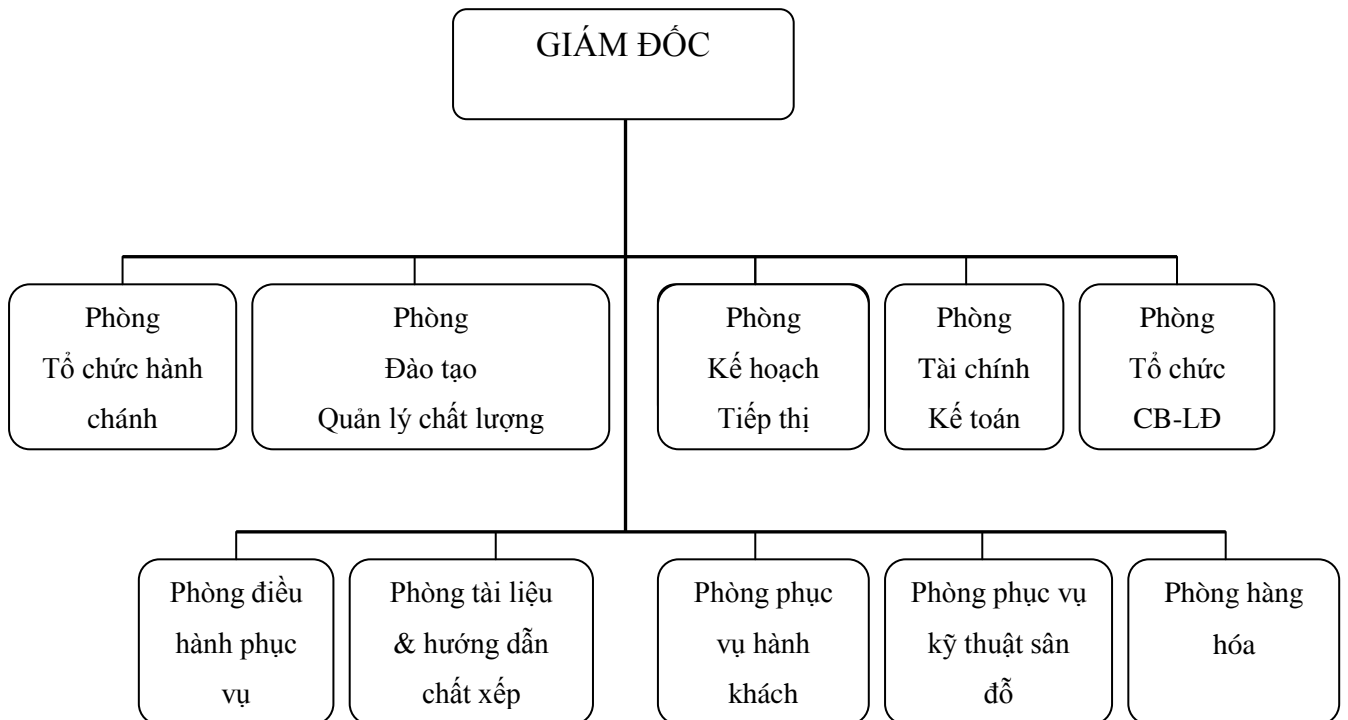 GIÁM ĐỐC
Phòng
Tổ chức hành
chánh
Phòng
Đào tạo
Quản lý chất lượng
Phòng
Kế hoạch
Tiếp thị
Phòng
Tài chính
Kế toán
Phòng
Tổ chức
CB-LĐ
Phòng điều
hành phục
vụ
Phòng tài liệu
& hướng dẫn
chất xếp
Phòng phục
vụ hành
khách
Phòng phục vụ
kỹ thuật sân
đỗ
Phòng hàng
hóa